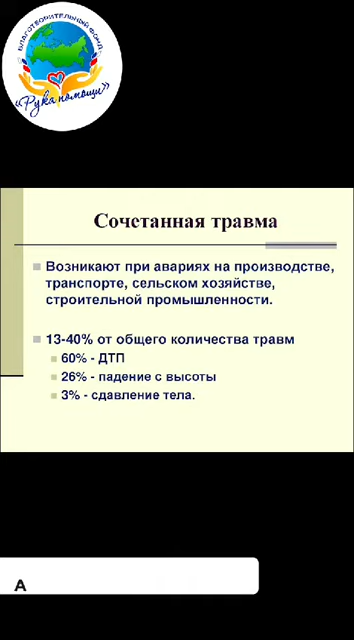 БЛАГОТВОРИТЕЛЬНЫЙ ФОНД
«Рука помощи»
Сочетанная травма
Возникают при авариях на производстве,
транспорте, сельском хозяйстве,
строительной промышленности.
13-40% от общего количества травм
60% - ДТП
26% - падение с высоты
3% - сдавление тела.
А